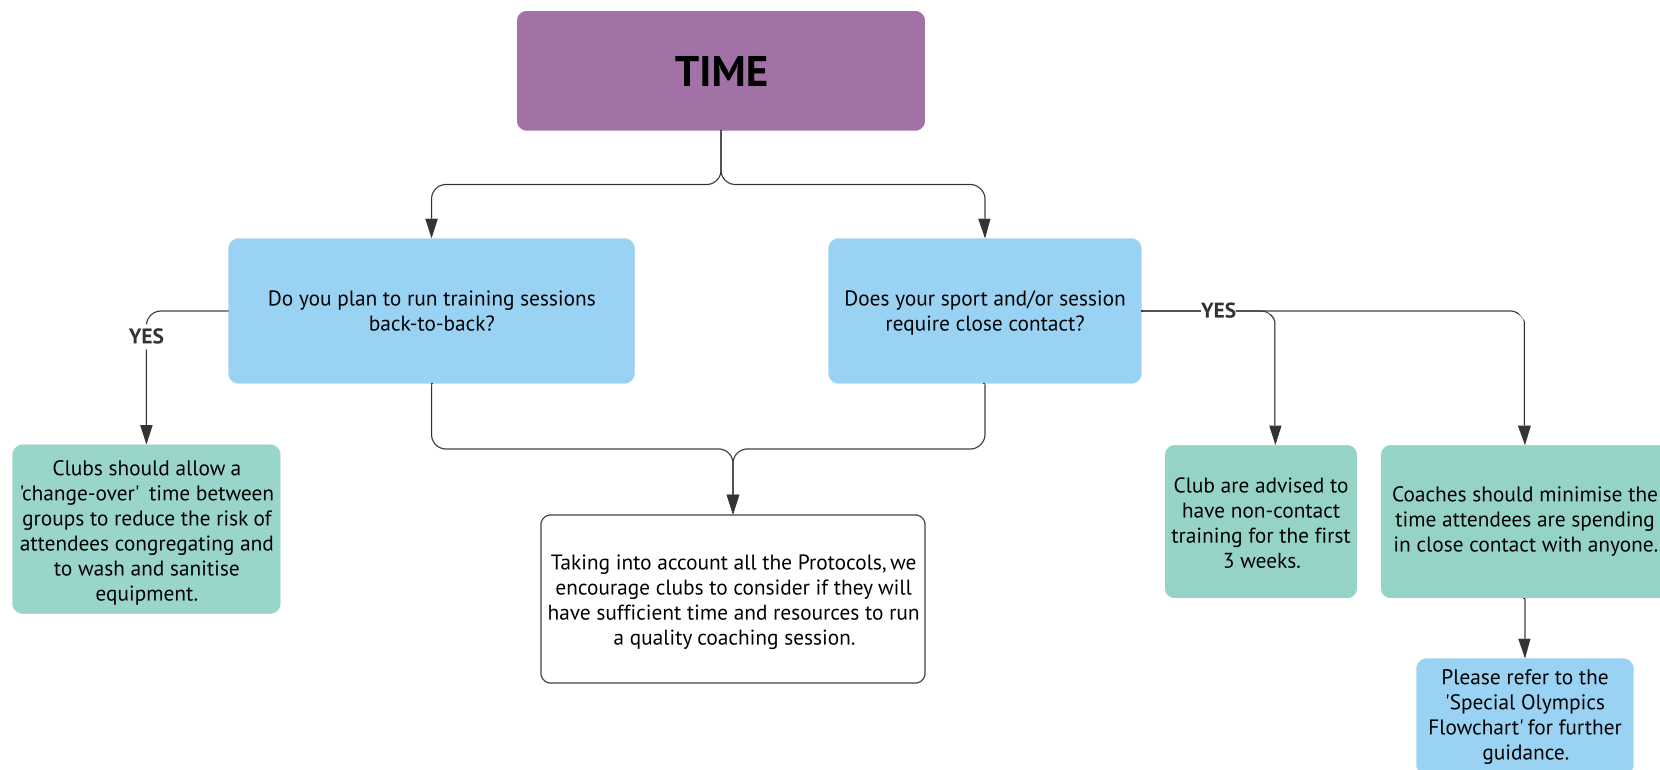 TIME
Do you plan to run training sessions
back-to-back?
Does your sport and/or session
require close contact?
YES
YES
Clubs should allow a
'change-over' time between
groups to reduce the risk of
attendees congregating and
to wash and sanitise
equipment.
Taking into account all the Protocols, we
encourage clubs to consider if they will
have sufficient time and resources to run
a quality coaching session.
Club are advised to
have non-contact
training for the first
3 weeks.
Coaches should minimise the
time attendees are spending
in close contact with anyone.
Please refer to the
'Special Olympics
Flowchart' for further
guidance.